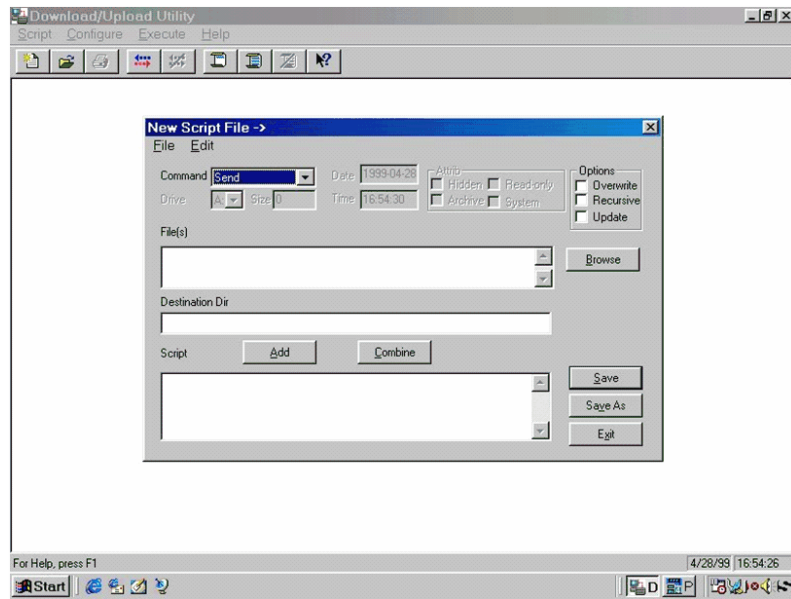 Download/Upload Utility
Script Configure Execute Help
New Script File ->
File Edit
Command Send
Date 1999-04-28
Attrib
Hidden Read-only
Archive System
Options
Overwrite
Recursive
Update
Drive A: Size 0
Time 16:54:30
File(s)
Browse
Destination Dir
Script Add Combine
Save
Save As
Exit
For Help, press F1
4/28/99 16:54:26
Start D P